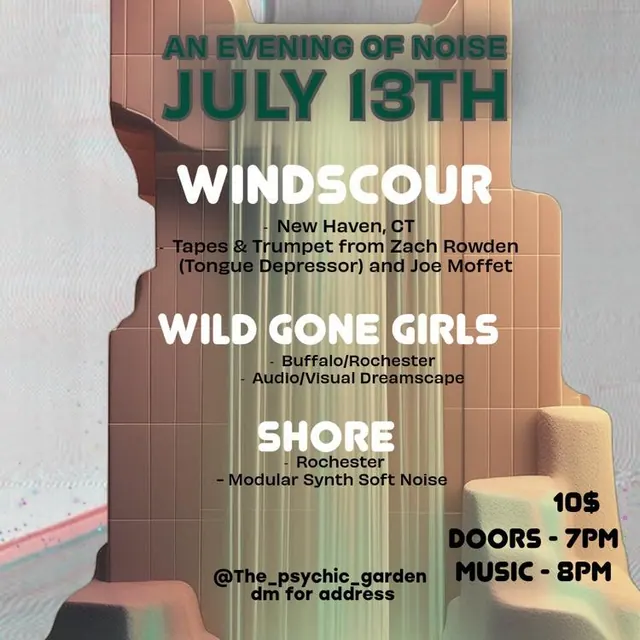 AN EVENING OF NOISE
JULY 13TH
WINDSCOUR
- New Haven, CT
- Tapes & Trumpet from Zach Rowden
(Tongue Depressor) and Joe Moffet
WILD GONE GIRLS
- Buffalo/Rochester
- Audio/Visual Dreamscape
SHORE
- Rochester
- Modular Synth Soft Noise
10$
DOORS - 7PM
MUSIC - 8PM
@The_psychic_garden
dm for address